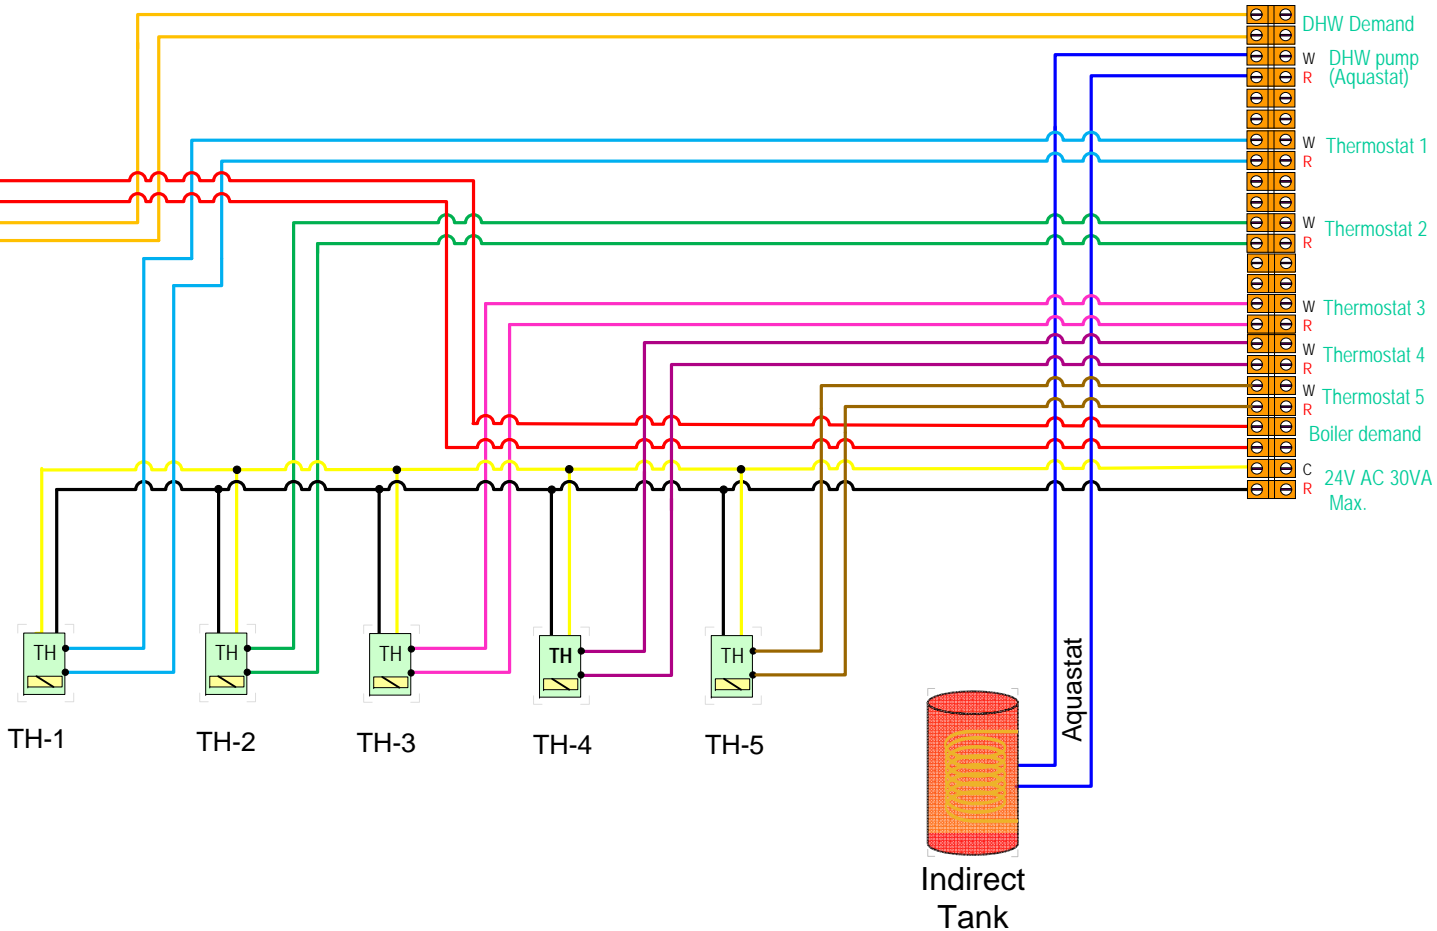 DHW Demand
W DHW pump
R (Aquastat)
W Thermostat 1
R
W Thermostat 2
R
W Thermostat 3
R
W Thermostat 4
R
W Thermostat 5
R
Boiler demand
C 24V AC 30VA
R Max.
TH TH TH TH TH
TH-1 TH-2 TH-3 TH-4 TH-5
Aquastat
Indirect
Tank